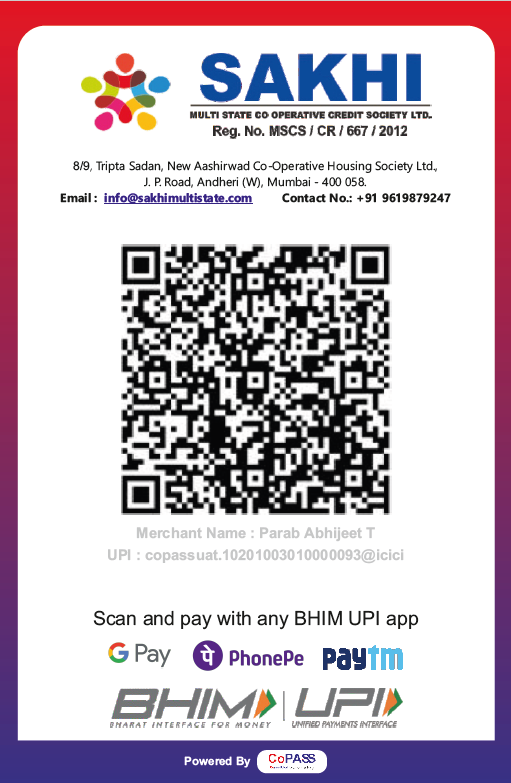 SAKHI
MULTI STATE CO OPERATIVE CREDIT SOCIETY LTD.
Reg. No. MSCS / CR / 667 / 2012
8/9, Tripta Sadan, New Aashirwad Co-Operative Housing Society Ltd.,
J. P. Road, Andheri (W), Mumbai - 400 058.
Email : info@sakhimultistate.com Contact No.: +91 9619879247
Merchant Name : Parab Abhijeet T
UPI : copassuat.10201003010000093@icici
Scan and pay with any BHIM UPI app
G Pay पे PhonePe paytm
BHIM UPI
BHARAT INTERFACE FOR MONEY UNIFIED PAYMENTS INTERFACE
Powered By CoPASS